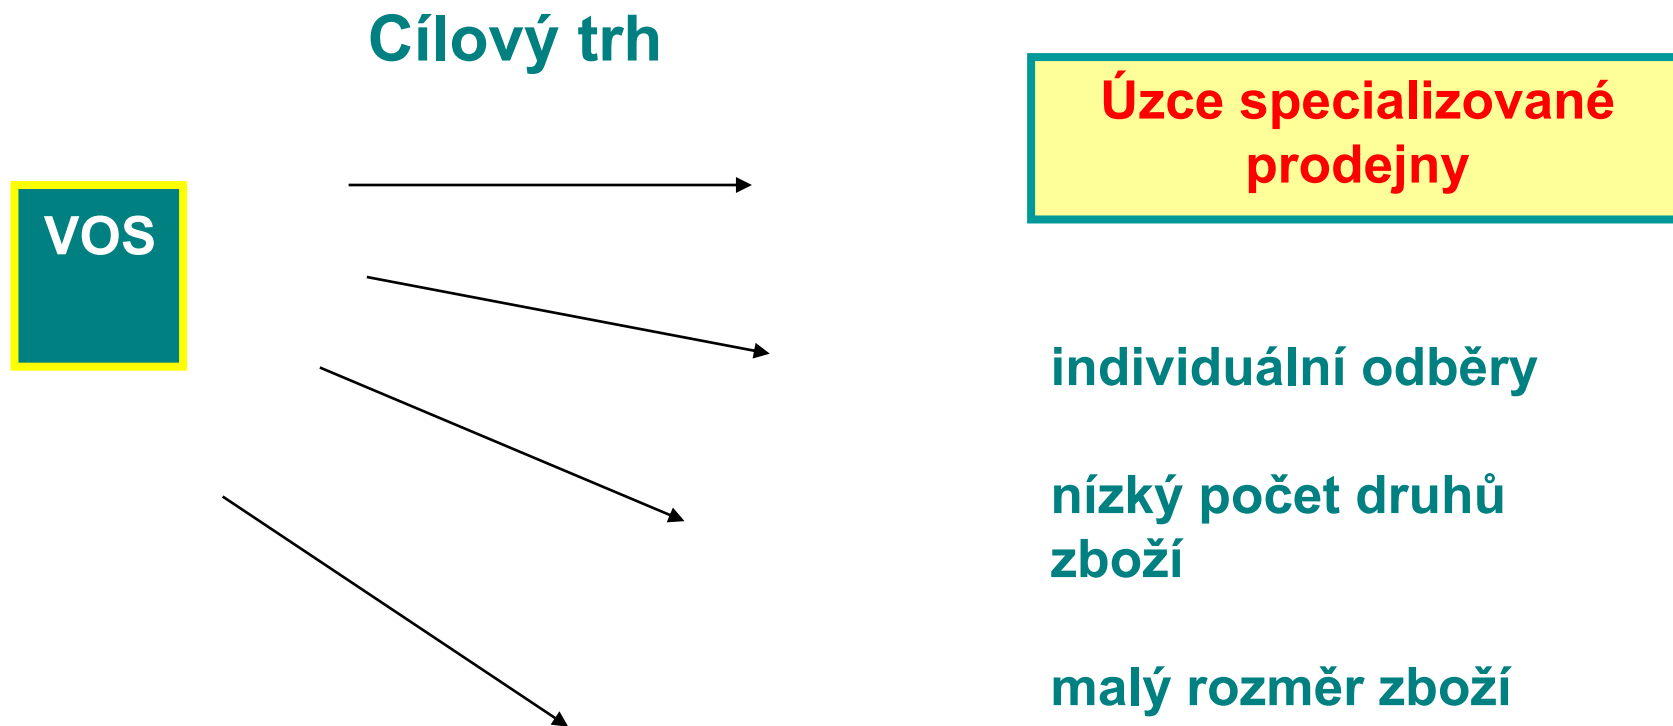 Cílový trh
Úzce specializované
prodejny
VOS
individuální odběry
nízký počet druhů
zboží
malý rozměr zboží